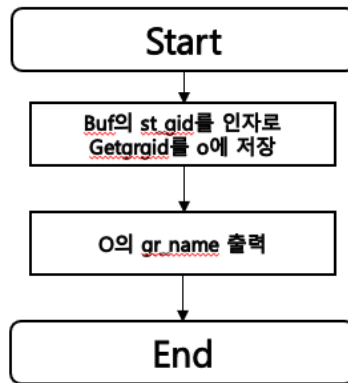 Start
Buf의 st_gid를 인자로
Getgrgid를 o에 저장
O의 gr_name 출력
End